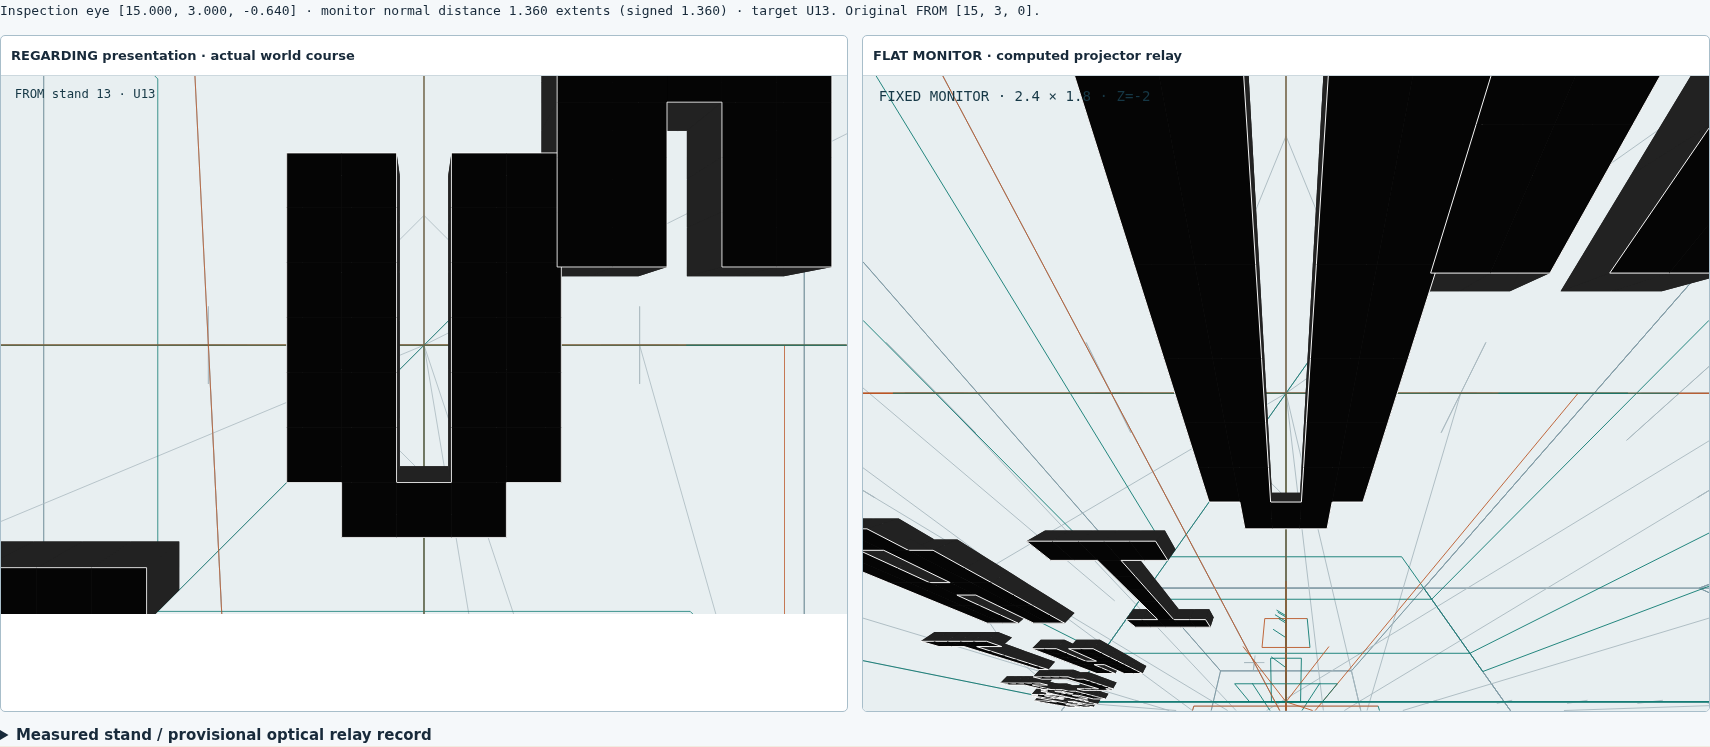 Inspection eye [15.000, 3.000, -0.640] · monitor normal distance 1.360 extents (signed 1.360) · target U13. Original FROM [15, 3, 0].
REGARDING presentation · actual world course
FLAT MONITOR · computed projector relay
FROM stand 13 · U13
FIXED MONITOR · 2.4 × 1.8 · Z=-2
U
▶ Measured stand / provisional optical relay record